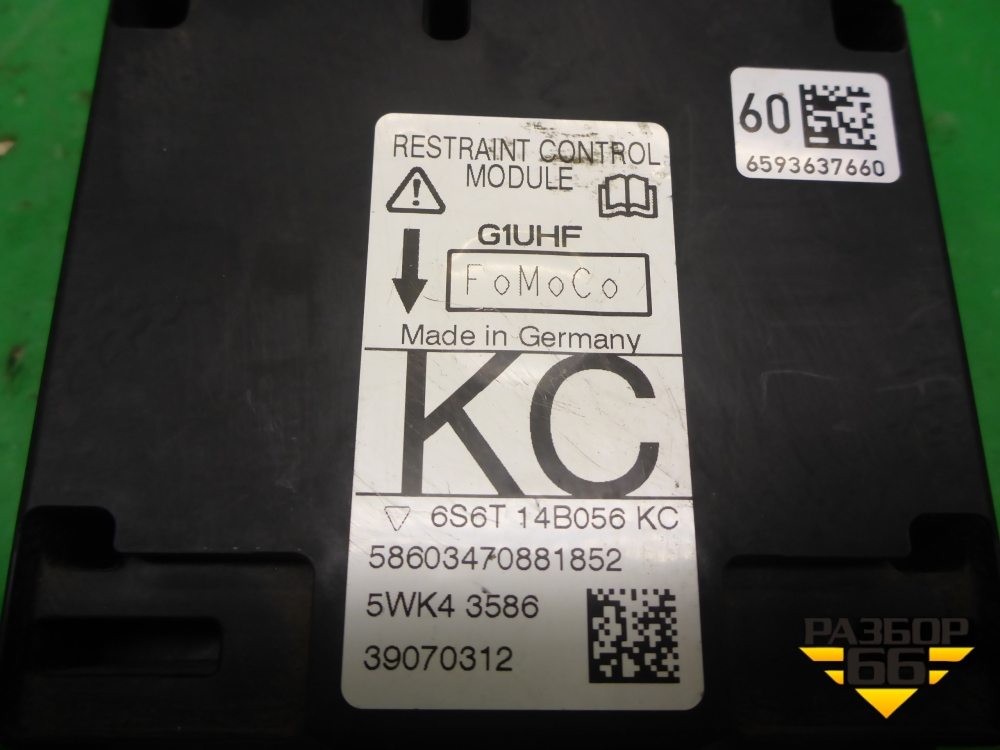 60
6593637660
RESTRAINT CONTROL
MODULE
G1UHF
FoMoCo
Made in Germany
KC
6S6T 14B056 KC
58603470881852
5WK4 3586
39070312
РАЗБОР
66